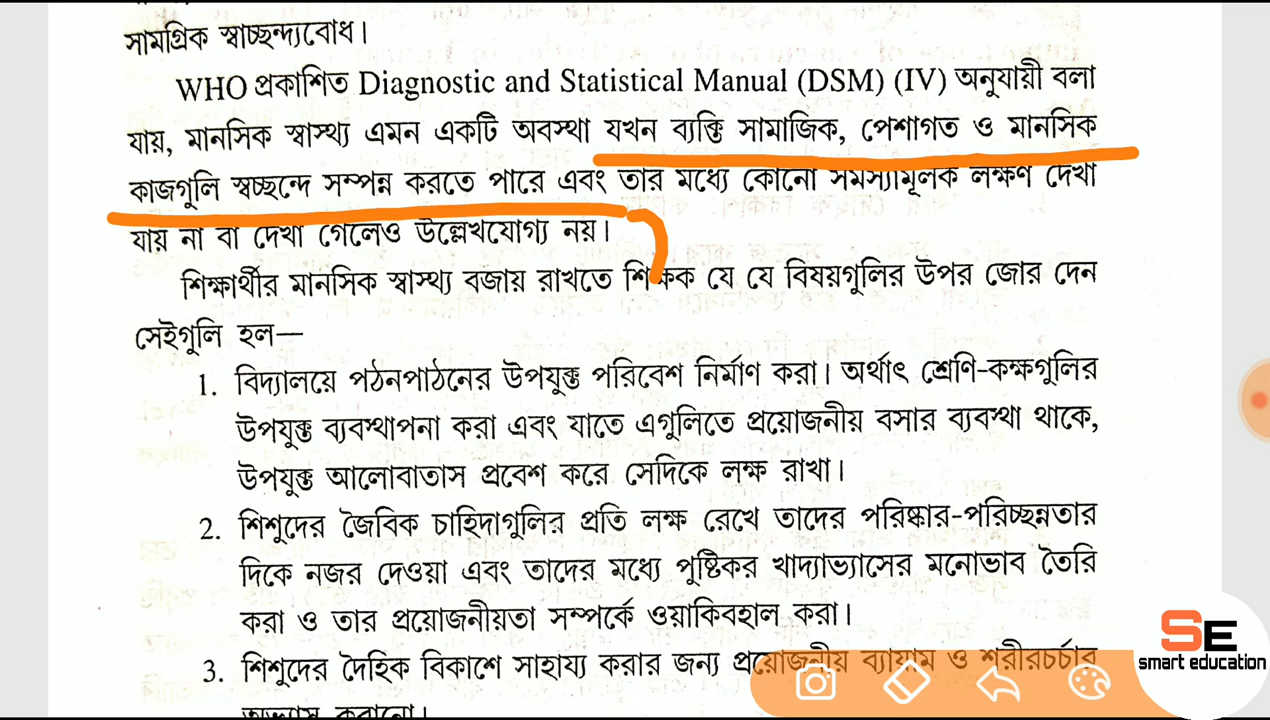 সামগ্রিক স্বাচ্ছন্দ্যবোধ।
WHO প্রকাশিত Diagnostic and Statistical Manual (DSM) (IV) অনুযায়ী বলা
যায়, মানসিক স্বাস্থ্য এমন একটি অবস্থা যখন ব্যক্তি সামাজিক, পেশাগত ও মানসিক
কাজগুলি স্বচ্ছন্দে সম্পন্ন করতে পারে এবং তার মধ্যে কোনো সমস্যামূলক লক্ষণ দেখা
যায় না বা দেখা গেলেও উল্লেখযোগ্য নয়।
শিক্ষার্থীর মানসিক স্বাস্থ্য বজায় রাখতে শিক্ষক যে যে বিষয়গুলির উপর জোর দেন
সেইগুলি হল—
1. বিদ্যালয়ে পঠনপাঠনের উপযুক্ত পরিবেশ নির্মাণ করা। অর্থাৎ শ্রেণি-কক্ষগুলির
উপযুক্ত ব্যবস্থাপনা করা এবং যাতে এগুলিতে প্রয়োজনীয় বসার ব্যবস্থা থাকে,
উপযুক্ত আলোবাতাস প্রবেশ করে সেদিকে লক্ষ রাখা।
2. শিশুদের জৈবিক চাহিদাগুলির প্রতি লক্ষ রেখে তাদের পরিষ্কার-পরিচ্ছন্নতার
দিকে নজর দেওয়া এবং তাদের মধ্যে পুষ্টিকর খাদ্যাভ্যাসের মনোভাব তৈরি
করা ও তার প্রয়োজনীয়তা সম্পর্কে ওয়াকিবহাল করা।
3. শিশুদের দৈহিক বিকাশে সাহায্য করার জন্য প্রয়োজনীয় ব্যায়াম ও শরীরচর্চার
অভ্যাস করানো।
SE
smart education